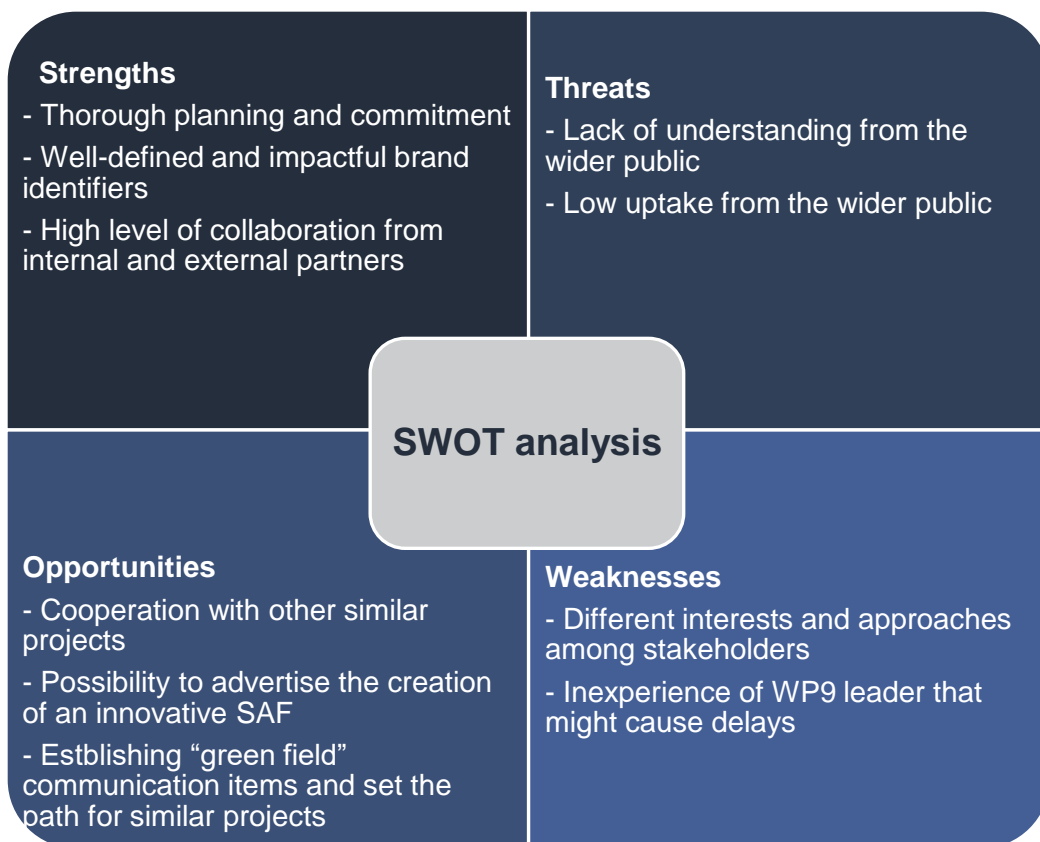 Strengths
- Thorough planning and commitment
- Well-defined and impactful brand
identifiers
- High level of collaboration from
internal and external partners
Threats
- Lack of understanding from the
wider public
- Low uptake from the wider public
SWOT analysis
Opportunities
- Cooperation with other similar
projects
- Possibility to advertise the creation
of an innovative SAF
- Estblishing “green field”
communication items and set the
path for similar projects
Weaknesses
- Different interests and approaches
among stakeholders
- Inexperience of WP9 leader that
might cause delays